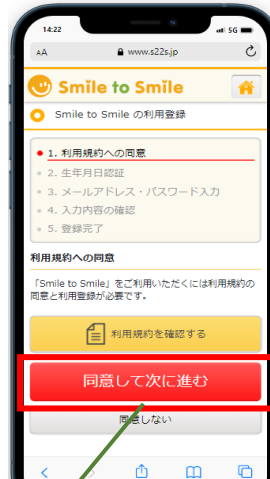 14:22
5G
AA
www.s22s.jp
Smile to Smile
Smile to Smile の利用登録
1. 利用規約への同意
2. 生年月日認証
3. メールアドレス・パスワード入力
4. 入力内容の確認
5. 登録完了
利用規約への同意
「Smile to Smile」をご利用いただくには利用規約の
同意と利用登録が必要です。
利用規約を確認する
同意して次に進む
同意しない